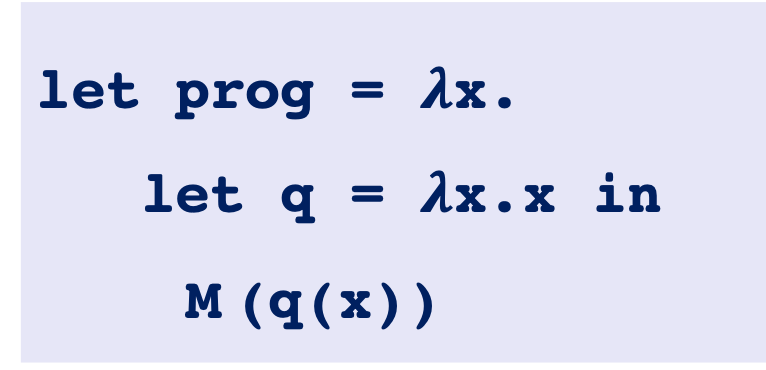 let prog = λx.
let q = λx.x in
M(q(x))